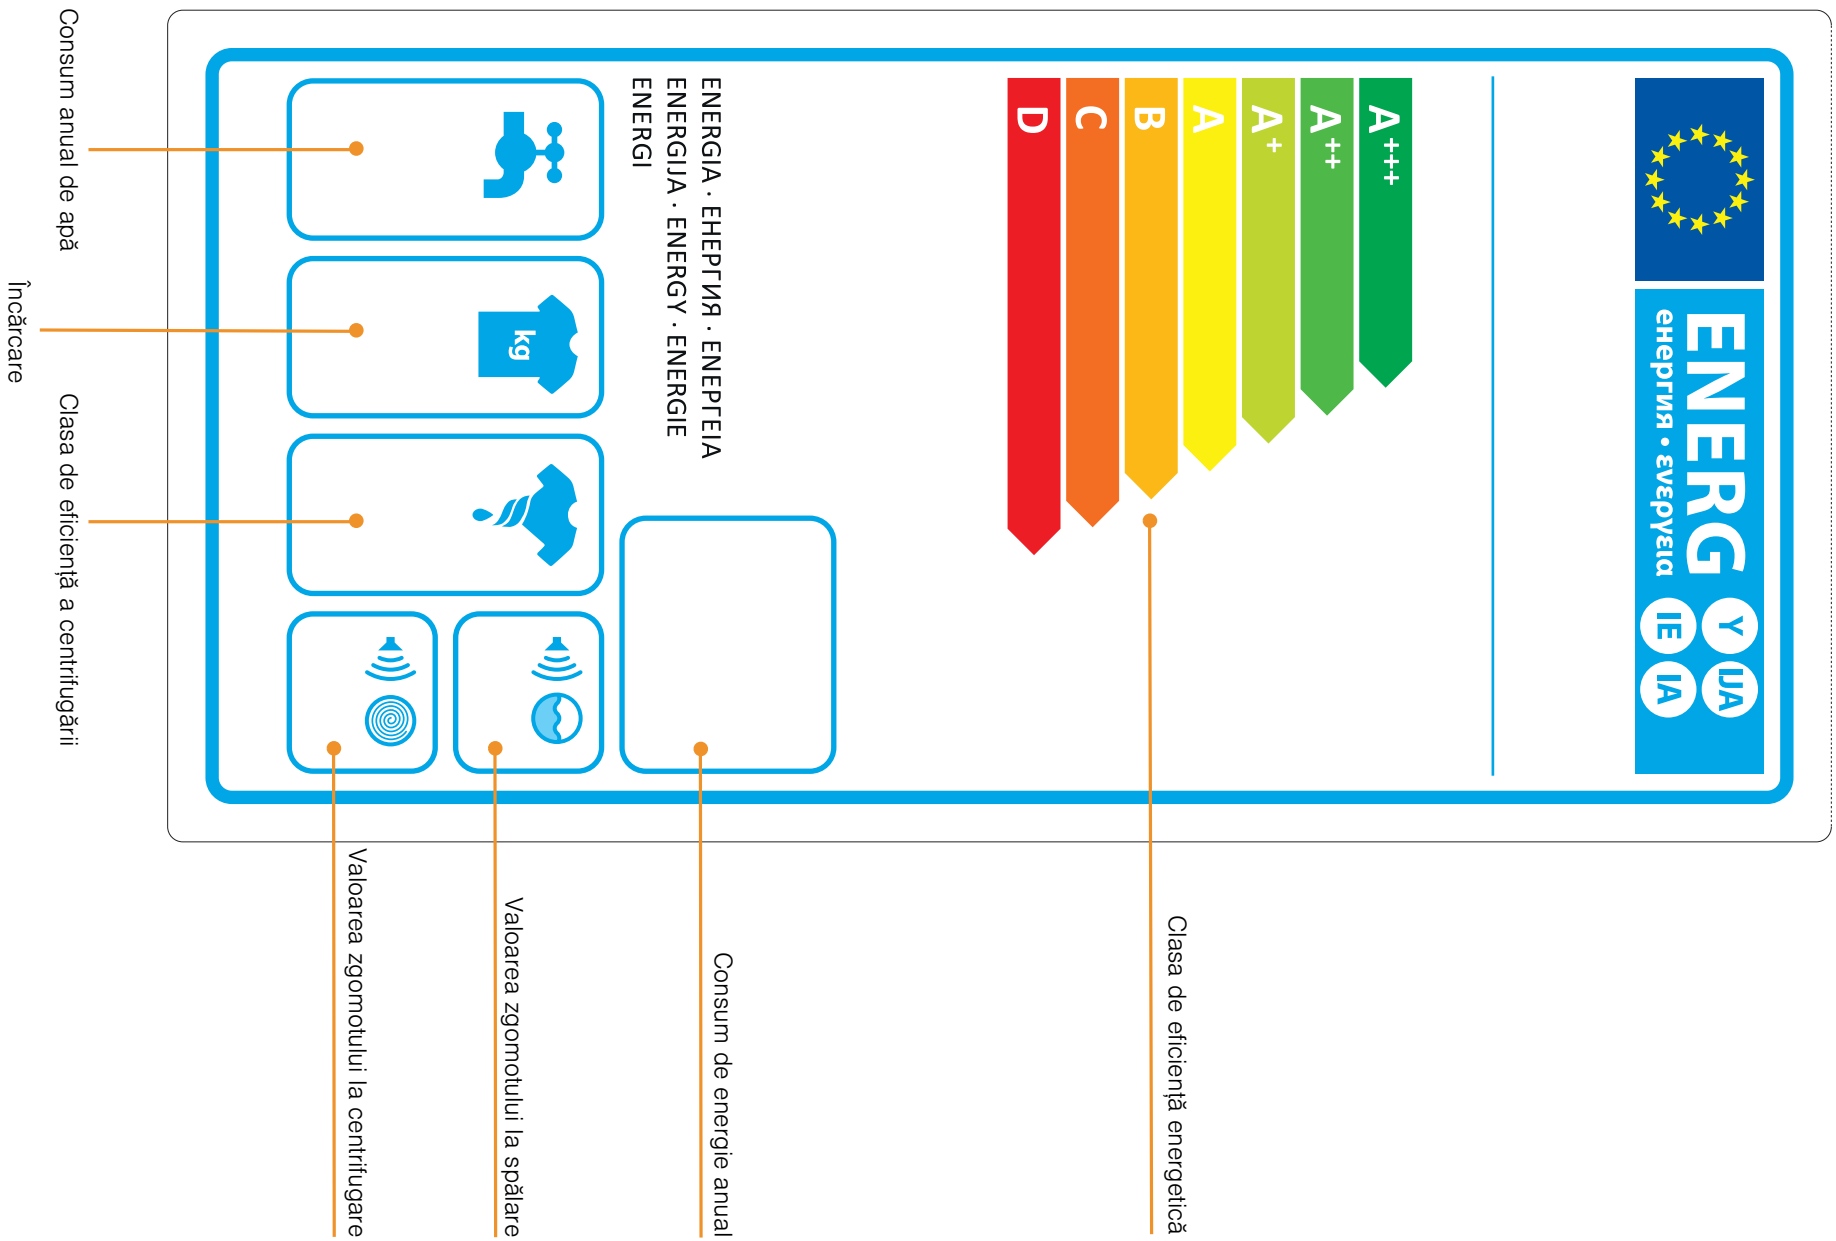 ENERG
енергия · ενεργεια
Y
IJA
IE
IA
A+++
A++
A+
A
B
C
D
Clasa de eficiență energetică
ENERGIA · ЕНЕРГИЯ · ΕΝΕΡΓΕΙΑ
ENERGIJA · ENERGY · ENERGIE
ENERGI
Consum de energie anual
Valoarea zgomotului la spălare
kg
Valoarea zgomotului la centrifugare
Consum anual de apă
Încărcare
Clasa de eficiență a centrifugării